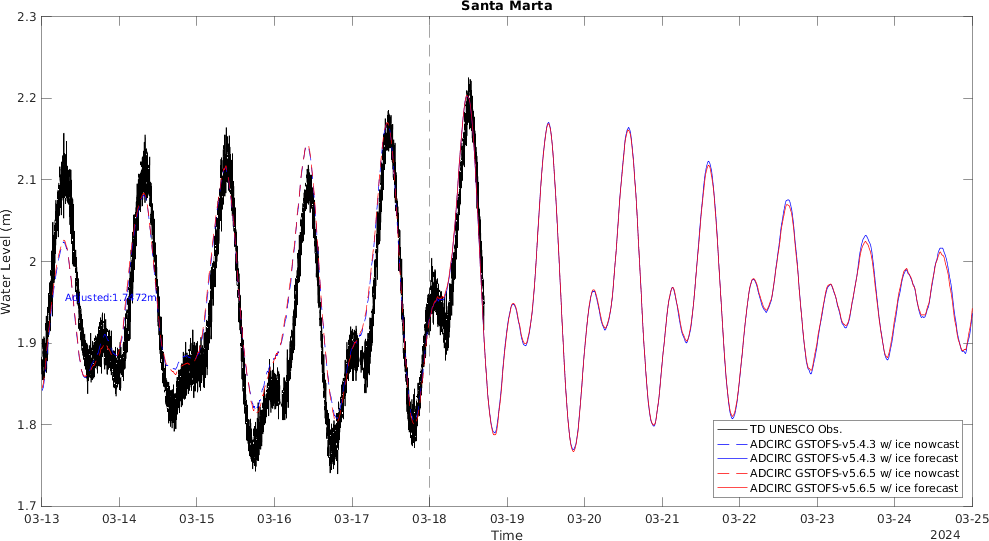 Santa Marta
2.3
2.2
2.1
2
1.9
1.8
1.7
Water Level (m)
TD UNESCO Obs.
ADCIRC GSTOFS-v5.4.3 w/ ice nowcast
ADCIRC GSTOFS-v5.4.3 w/ ice forecast
ADCIRC GSTOFS-v5.6.5 w/ ice nowcast
ADCIRC GSTOFS-v5.6.5 w/ ice forecast
03-13 03-14 03-15 03-16 03-17 03-18 03-19 03-20 03-21 03-22 03-23 03-24 03-25
Time
2024